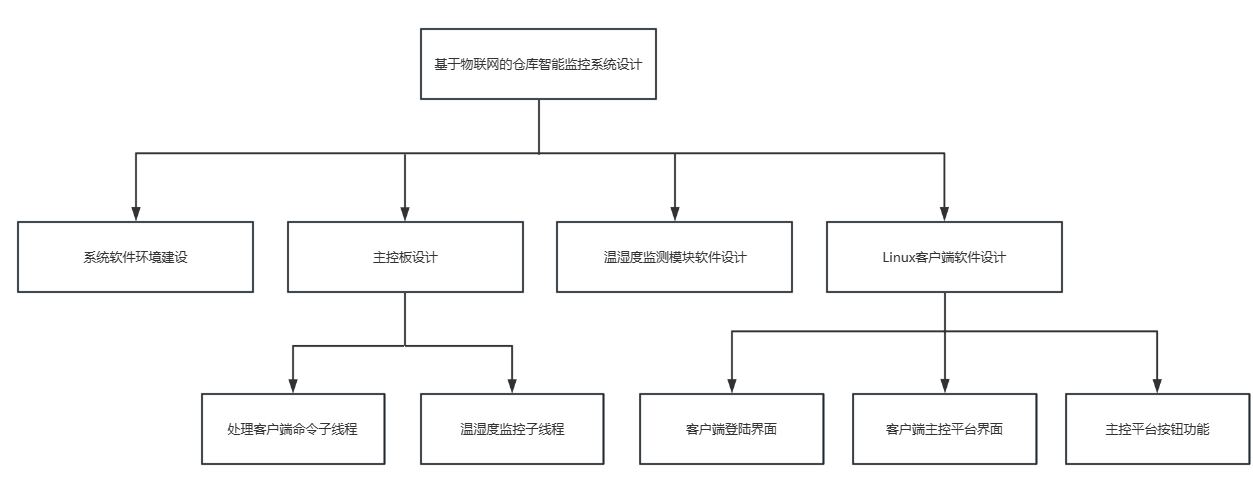 基于物联网的仓库智能监控系统设计
系统软件环境建设
主控板设计
温湿度监测模块软件设计
Linux客户端软件设计
处理客户端命令子线程
温湿度监控子线程
客户端登陆界面
客户端主控平台界面
主控平台按钮功能